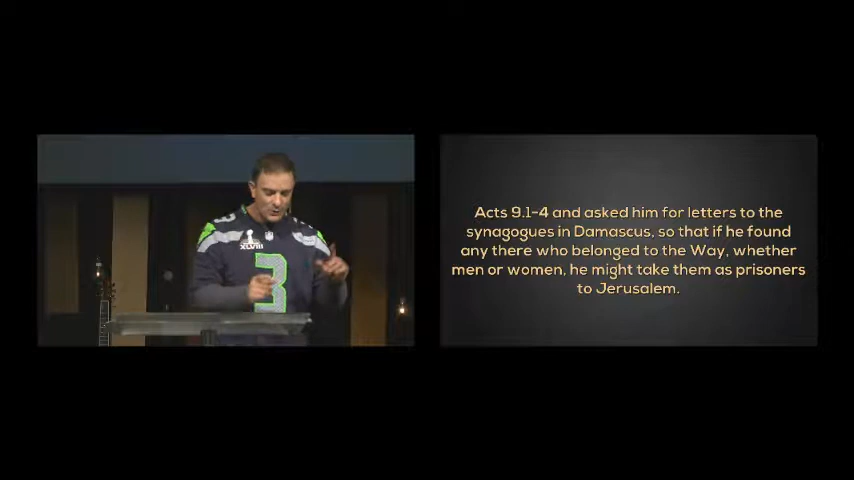 XLVIII
3
Acts 9.1-4 and asked him for letters to the
synagogues in Damascus, so that if he found
any there who belonged to the Way, whether
men or women, he might take them as prisoners
to Jerusalem.